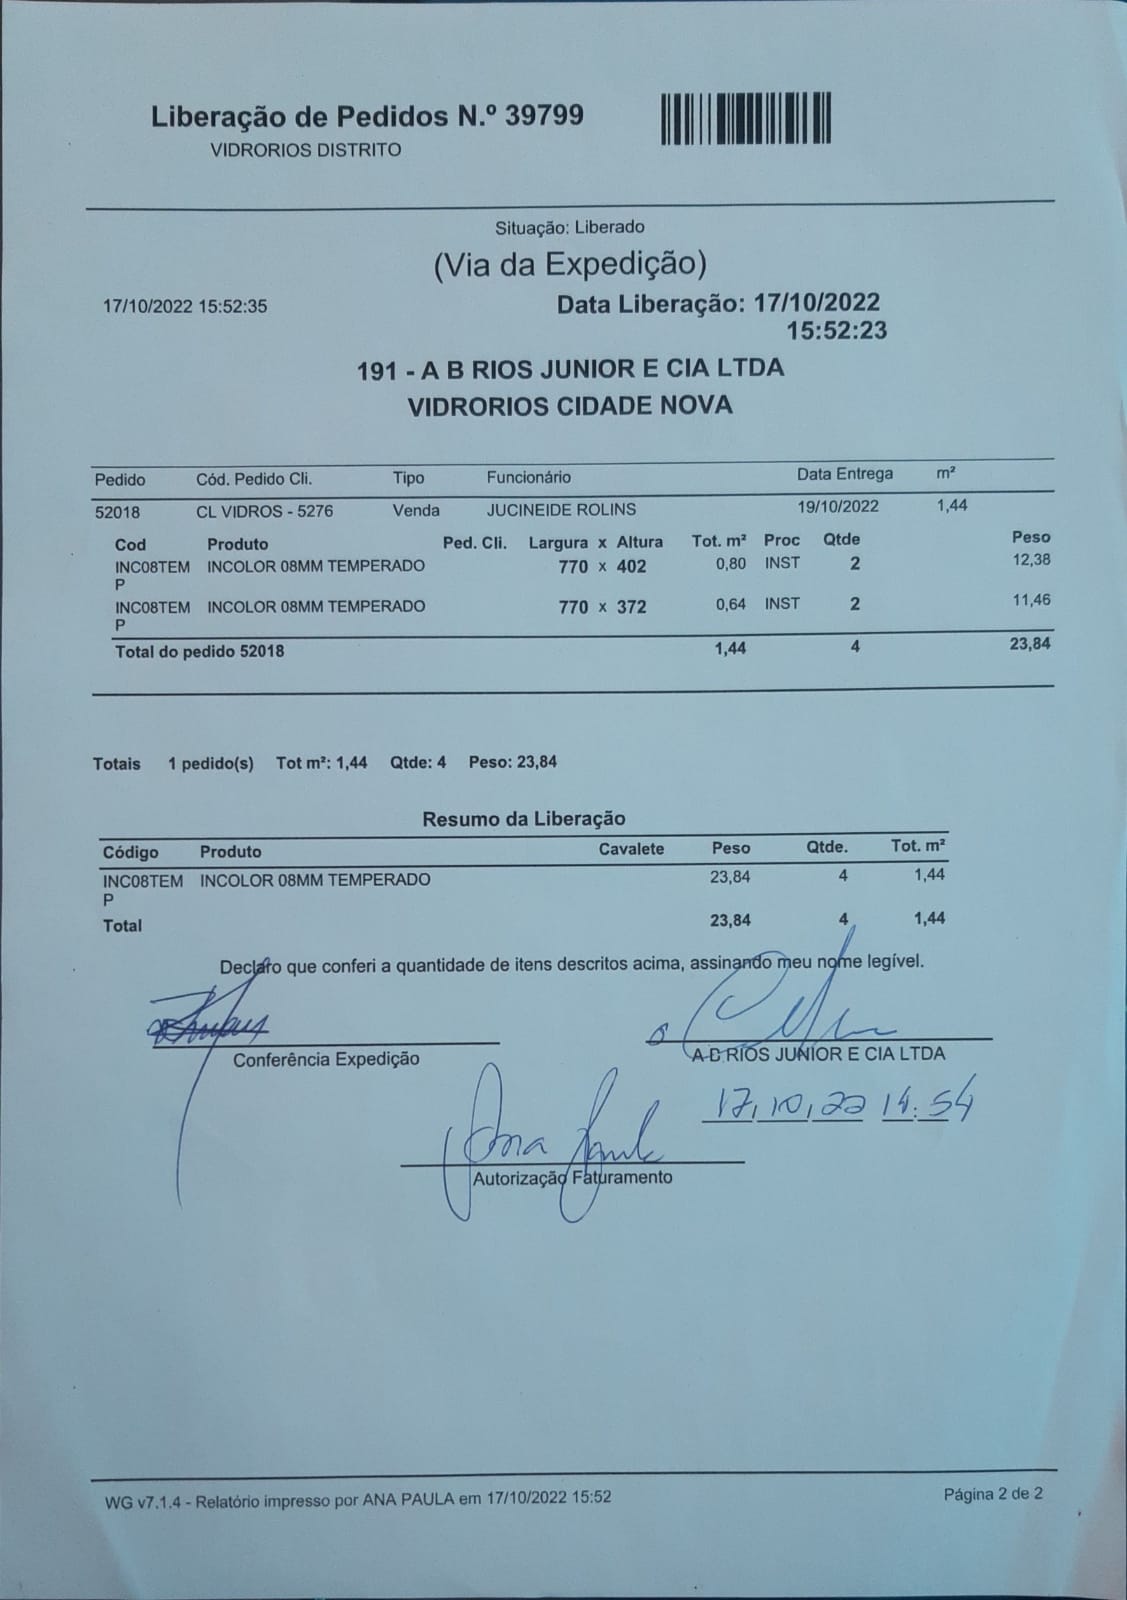 Liberação de Pedidos N.º 39799
VIDRORIOS DISTRITO
Situação: Liberado
(Via da Expedição)
17/10/2022 15:52:35 Data Liberação: 17/10/2022
15:52:23
191 - A B RIOS JUNIOR E CIA LTDA
VIDRORIOS CIDADE NOVA
Pedido Cód. Pedido Cli. Tipo Funcionário Data Entrega m²
52018 CL VIDROS - 5276 Venda JUCINEIDE ROLINS 19/10/2022 1,44
Cod Produto Ped. Cli. Largura x Altura Tot. m² Proc Qtde Peso
INC08TEM INCOLOR 08MM TEMPERADO 770 x 402 0,80 INST 2 12,38
P
INC08TEM INCOLOR 08MM TEMPERADO 770 x 372 0,64 INST 2 11,46
P
Total do pedido 52018 1,44 4 23,84
Totais 1 pedido(s) Tot m²: 1,44 Qtde: 4 Peso: 23,84
Resumo da Liberação
Código Produto Cavalete Peso Qtde. Tot. m²
INC08TEM INCOLOR 08MM TEMPERADO 23,84 4 1,44
P
Total 23,84 4 1,44
Declaro que conferi a quantidade de itens descritos acima, assinando meu nome legível.
Conferência Expedição
A B RIOS JUNIOR E CIA LTDA
17,10,22 14:54
Ana Paula
Autorização Faturamento
WG v7.1.4 - Relatório impresso por ANA PAULA em 17/10/2022 15:52 Página 2 de 2